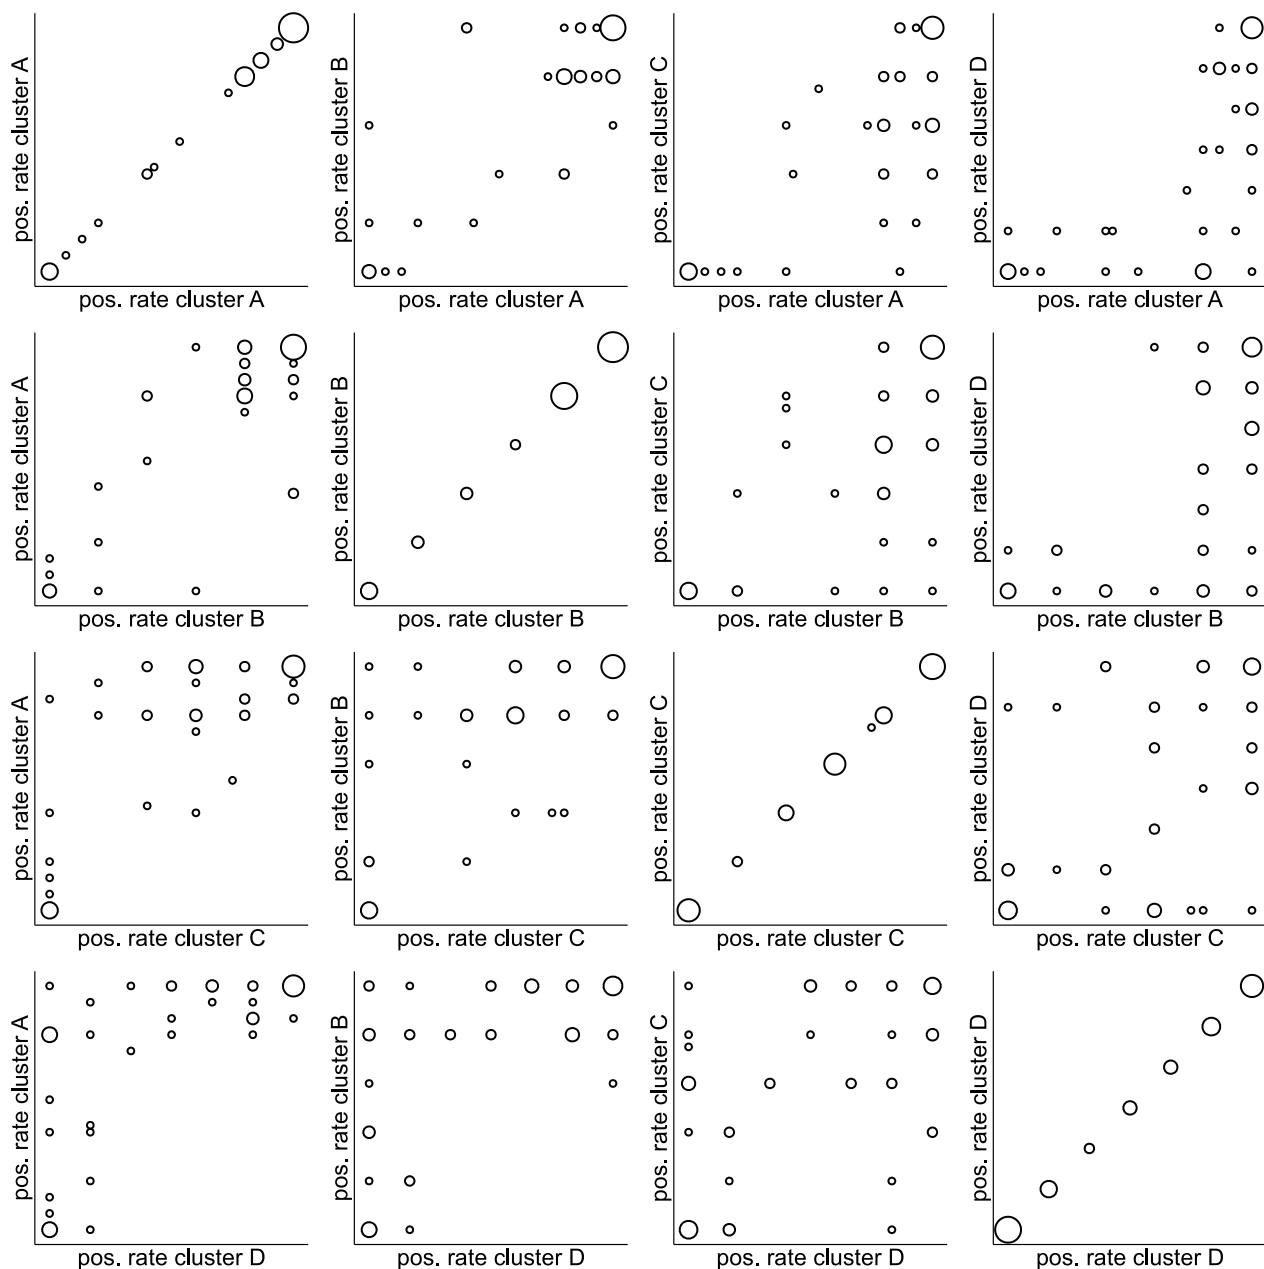 pos. rate cluster A
pos. rate cluster A
pos. rate cluster B
pos. rate cluster A
pos. rate cluster C
pos. rate cluster A
pos. rate cluster D
pos. rate cluster A
pos. rate cluster A
pos. rate cluster B
pos. rate cluster B
pos. rate cluster B
pos. rate cluster C
pos. rate cluster B
pos. rate cluster D
pos. rate cluster B
pos. rate cluster A
pos. rate cluster C
pos. rate cluster B
pos. rate cluster C
pos. rate cluster C
pos. rate cluster C
pos. rate cluster D
pos. rate cluster C
pos. rate cluster A
pos. rate cluster D
pos. rate cluster B
pos. rate cluster D
pos. rate cluster C
pos. rate cluster D
pos. rate cluster D
pos. rate cluster D